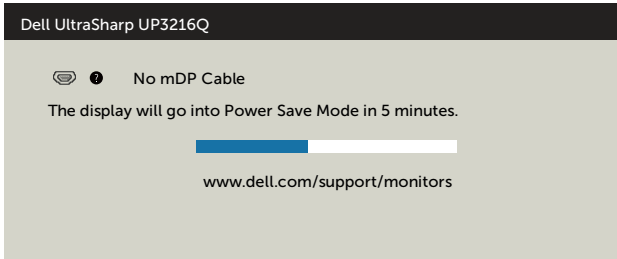 Dell UltraSharp UP3216Q
? No mDP Cable
The display will go into Power Save Mode in 5 minutes.
www.dell.com/support/monitors